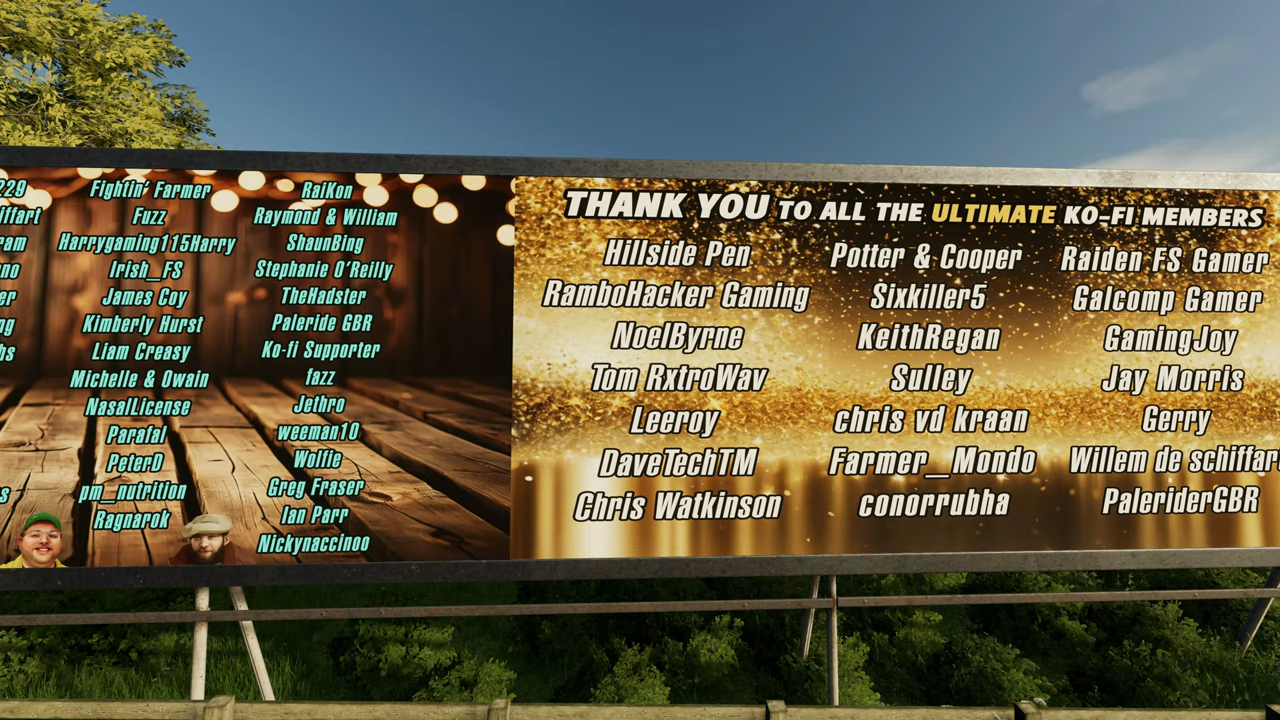 Fightin' Farmer
Fuzz
Harrygaming115Harry
Irish_FS
James Coy
Kimberly Hurst
Liam Creasy
Michelle & Owain
NasalLicense
Parafal
PeterD
pm_nutrition
Ragnarok
RaiKon
Raymond & William
ShaunBing
Stephanie O'Reilly
TheHadster
Paleride GBR
Ko-fi Supporter
fazz
Jethro
weeman10
Wolfie
Greg Fraser
Ian Parr
Nickynaccinoo
THANK YOU TO ALL THE ULTIMATE KO-FI MEMBERS
Hillside Pen
RamboHacker Gaming
NoelByrne
Tom RxtroWav
Leeroy
DaveTechTM
Chris Watkinson
Potter & Cooper
Sixkiller5
KeithRegan
Sulley
chris vd kraan
Farmer_Mondo
conorrubha
Raiden FS Gamer
Galcomp Gamer
GamingJoy
Jay Morris
Gerry
Willem de schiffar
PaleriderGBR